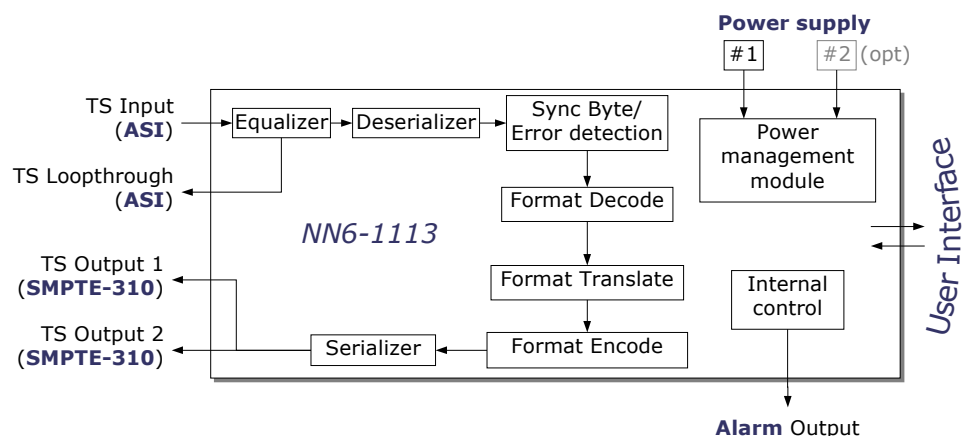 Power supply
#1
#2 (opt)
TS Input
(ASI)
Equalizer
Deserializer
Sync Byte/
Error detection
Power
management
module
TS Loopthrough
(ASI)
Format Decode
NN6-1113
User Interface
TS Output 1
(SMPTE-310)
Format Translate
Internal
control
TS Output 2
(SMPTE-310)
Serializer
Format Encode
Alarm Output